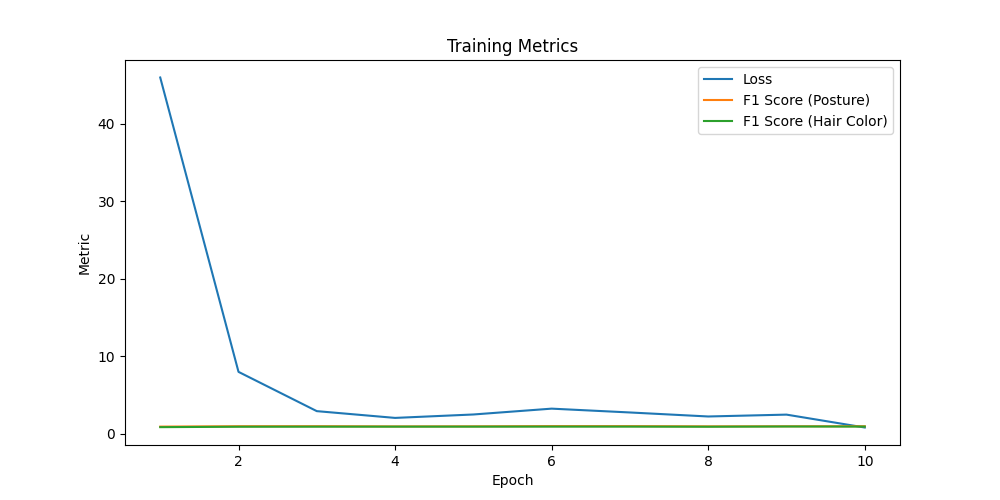 Training Metrics
Loss
F1 Score (Posture)
F1 Score (Hair Color)
Metric
40
30
20
10
0
2
4
6
8
10
Epoch